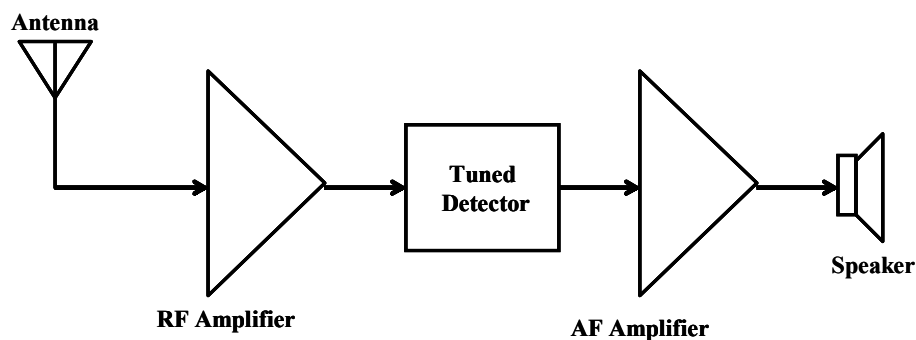 Antenna
Tuned
Detector
Speaker
RF Amplifier
AF Amplifier